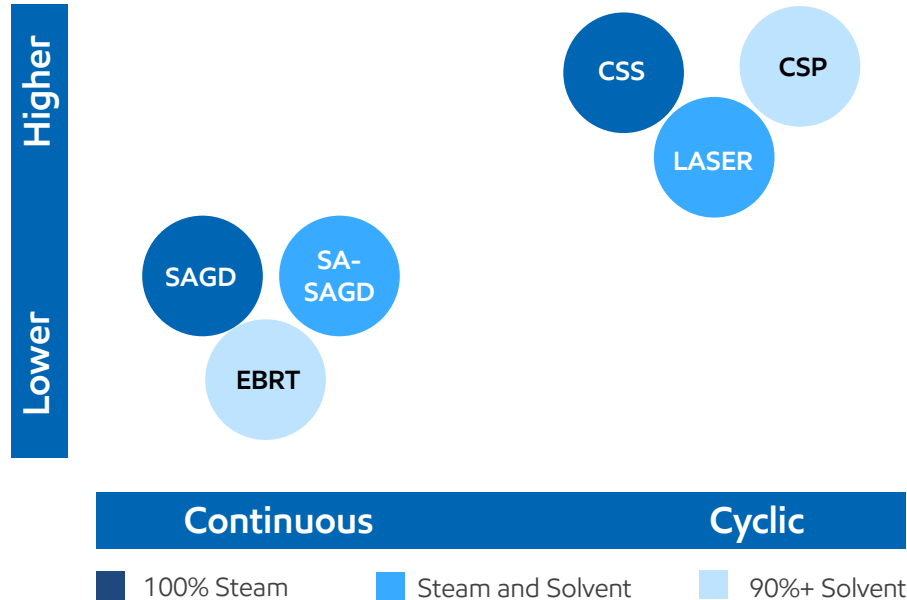 Higher
Lower
CSS
CSP
LASER
SAGD
SA-
SAGD
EBRT
Continuous
Cyclic
100% Steam
Steam and Solvent
90%+ Solvent